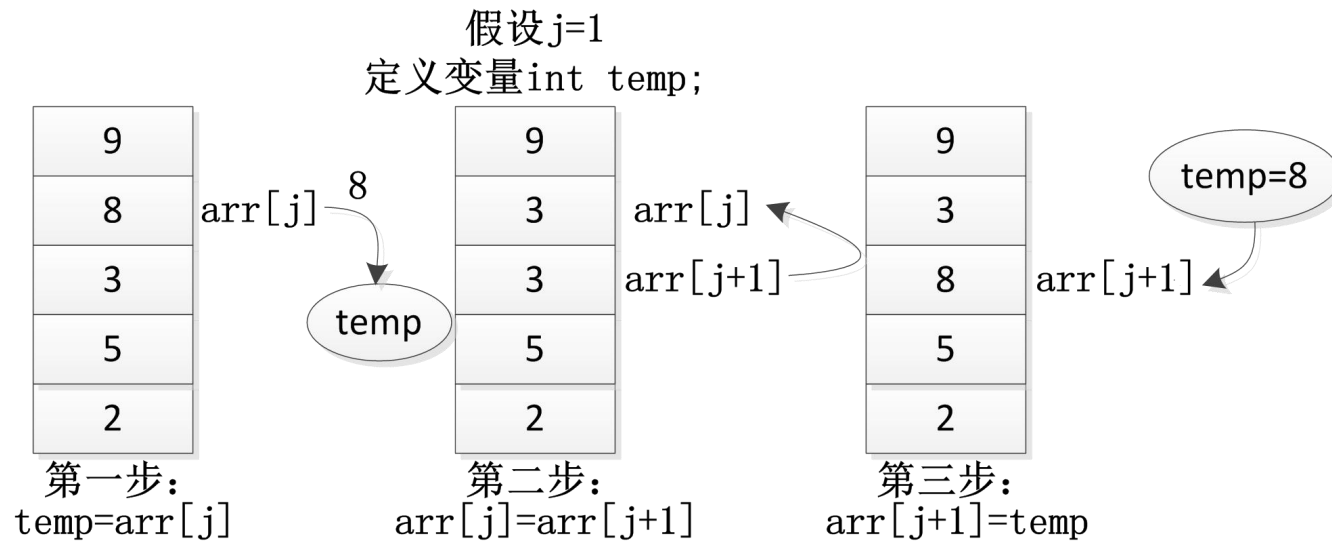 假设j=1
定义变量int temp;
9
8
3
5
2
arr[j]
8
temp
第一步：
temp=arr[j]
9
3
3
5
2
arr[j]
arr[j+1]
第二步：
arr[j]=arr[j+1]
9
3
8
5
2
temp=8
arr[j+1]
第三步：
arr[j+1]=temp